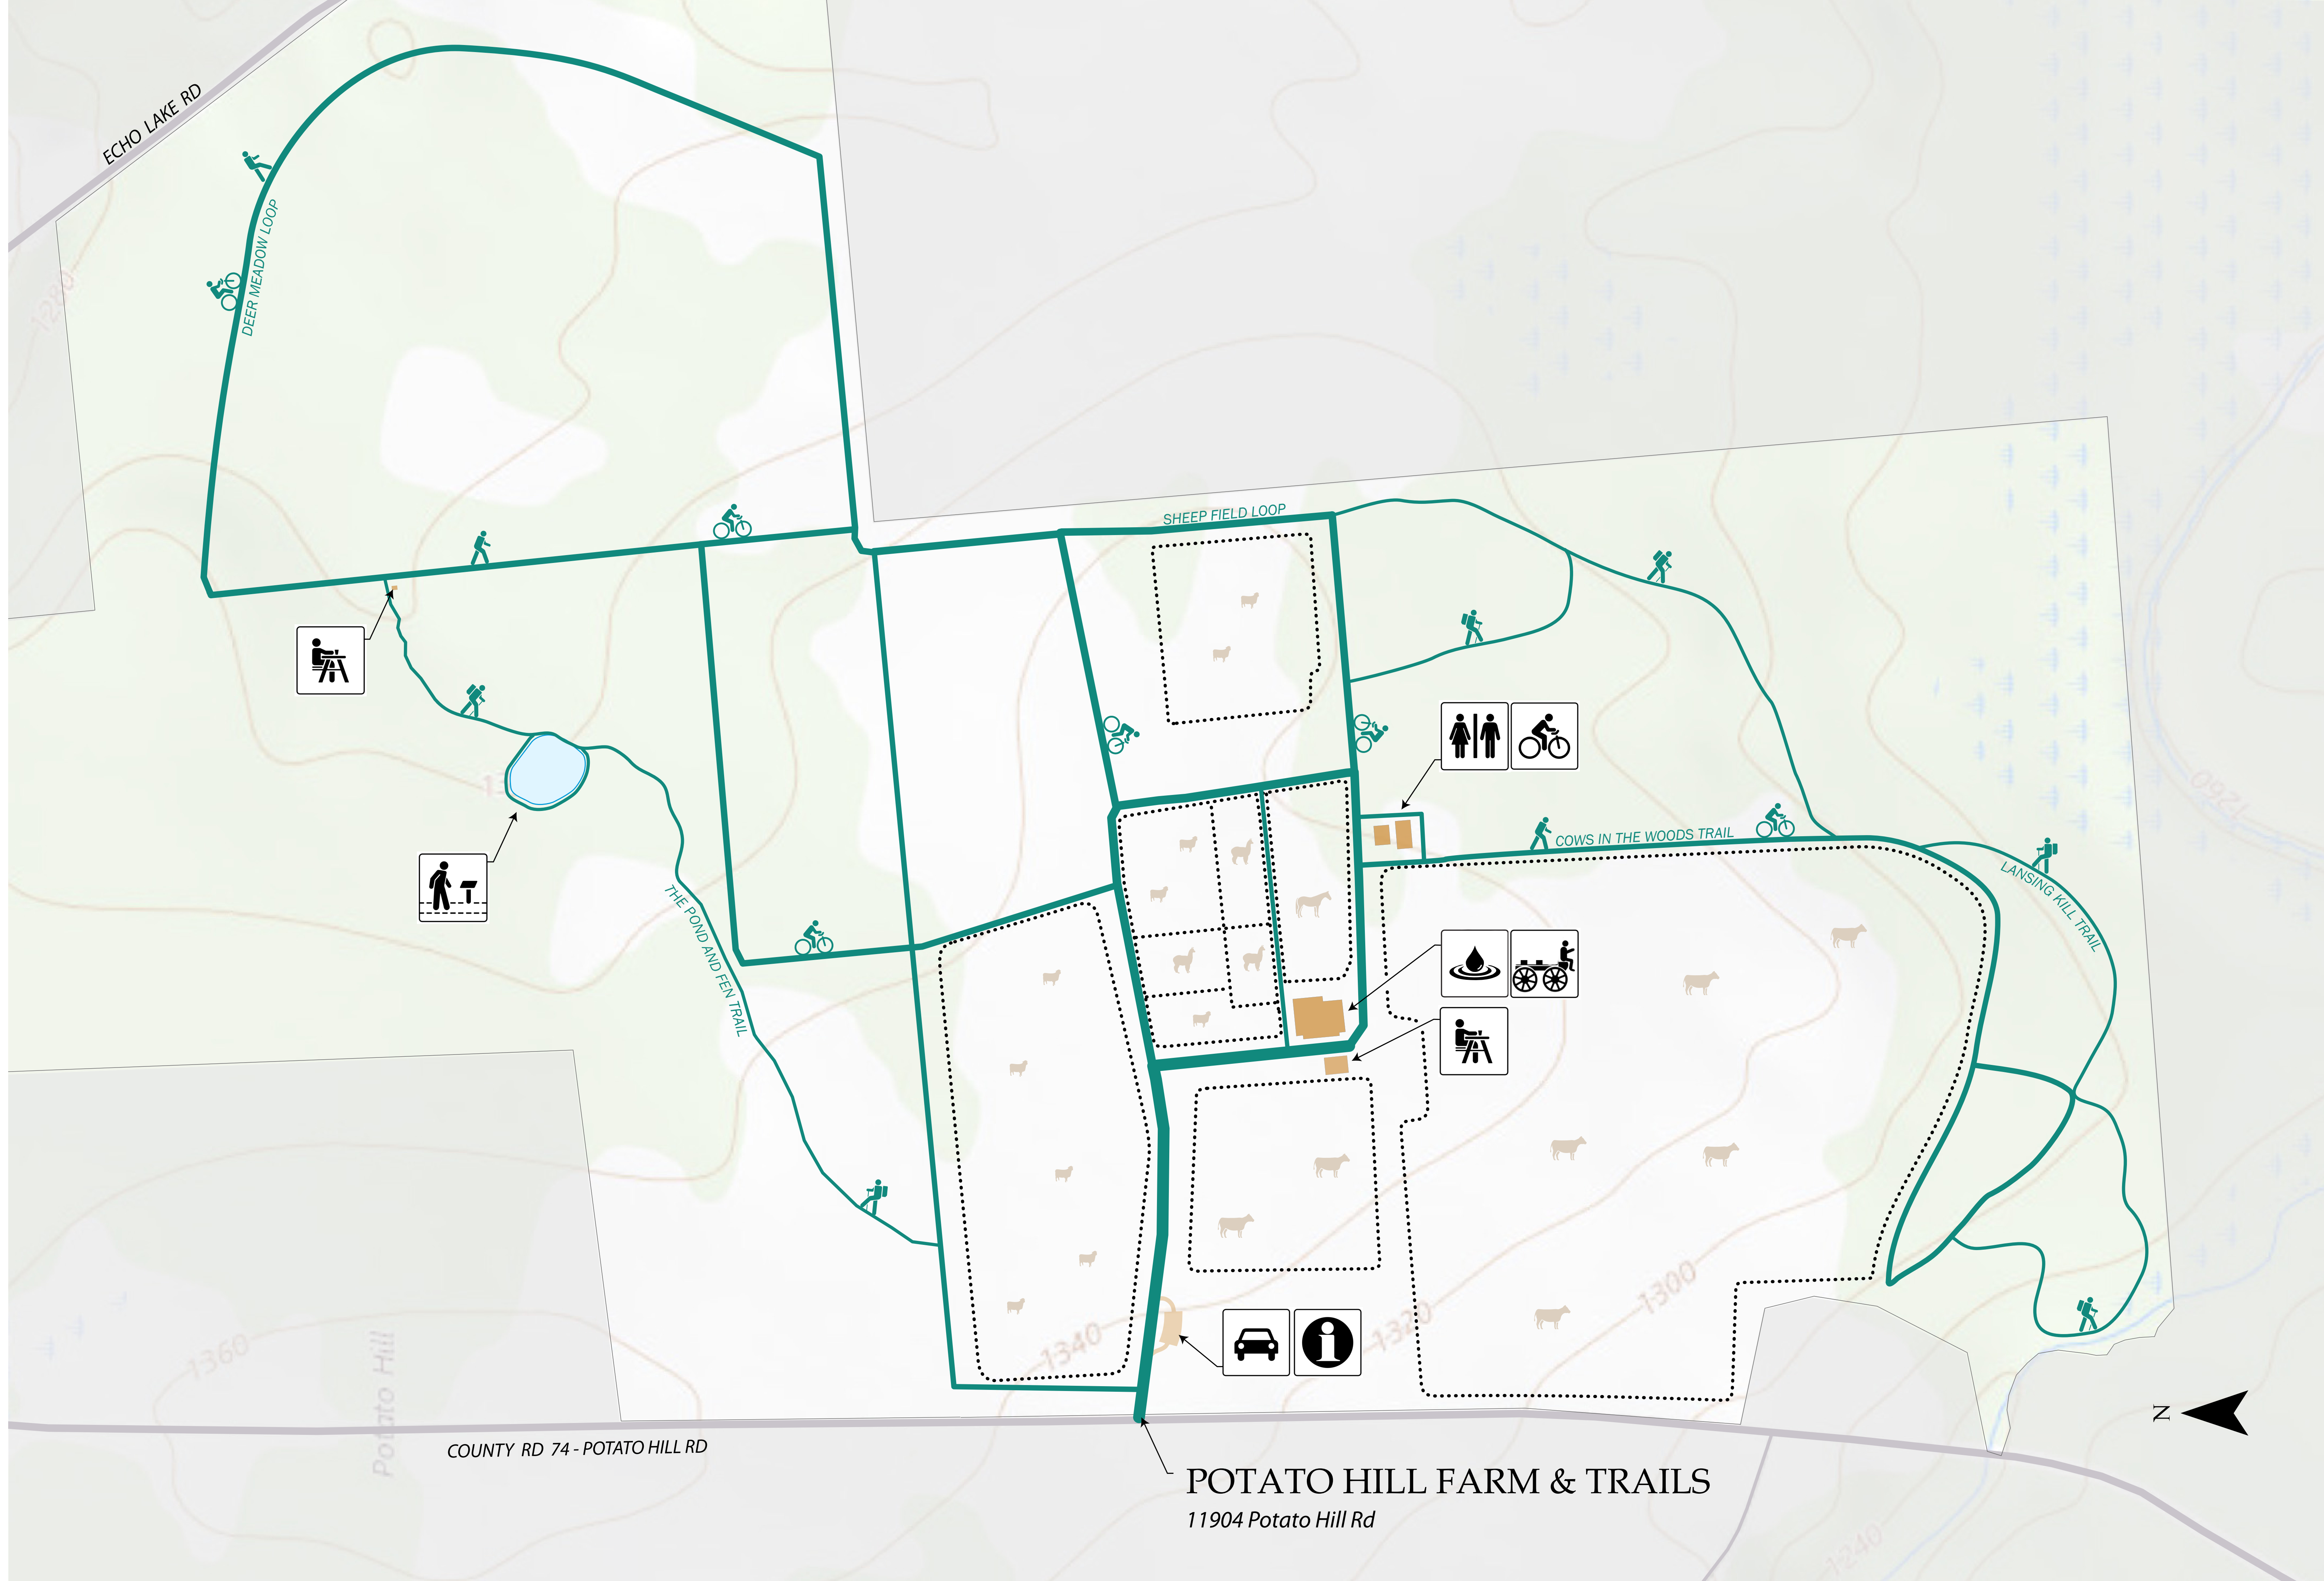 ECHO LAKE RD
DEER MEADOW LOOP
1280
SHEEP FIELD LOOP
COWS IN THE WOODS TRAIL
LANSING KILL TRAIL
THE POND AND FEN TRAIL
1260
1300
1320
1340
1360
Potato Hill
COUNTY RD 74 - POTATO HILL RD
N
POTATO HILL FARM & TRAILS
11904 Potato Hill Rd
1240